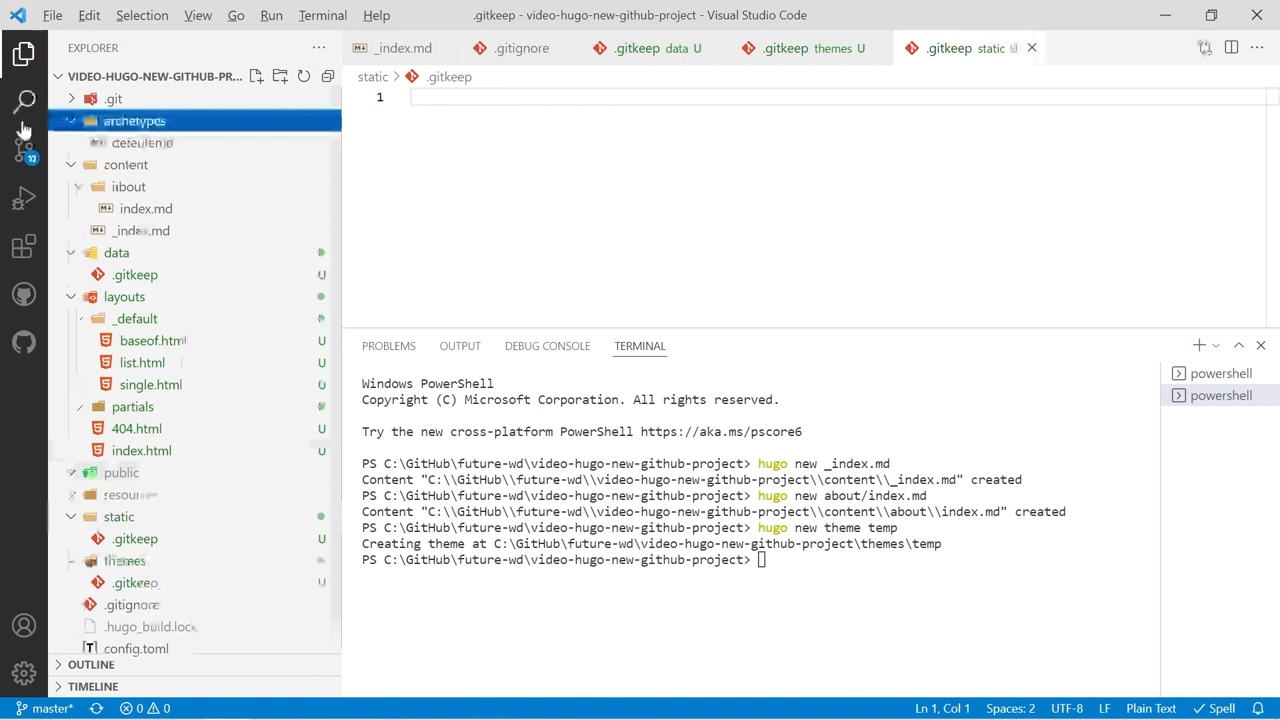 File Edit Selection View Go Run Terminal Help
.gitkeep - video-hugo-new-github-project - Visual Studio Code
EXPLORER
_index.md
.gitignore
.gitkeep data U
.gitkeep themes U
.gitkeep static
VIDEO-HUGO-NEW-GITHUB-PR...
static > .gitkeep
1
.git
archetypes
content
index.md
_index.md
data
.gitkeep U
layouts
_default
baseof.html U
list.html U
single.html U
partials
404.html U
index.html U
public
static
.gitkeep U
themes
.gitkeep U
.gitignore
.hugo_build.lock
config.toml
OUTLINE
TIMELINE
13
PROBLEMS OUTPUT DEBUG CONSOLE TERMINAL
powershell
powershell
Windows PowerShell
Copyright (C) Microsoft Corporation. All rights reserved.
Try the new cross-platform PowerShell https://aka.ms/pscore6
PS C:\GitHub\future-wd\video-hugo-new-github-project> hugo new _index.md
Content "C:\\GitHub\\future-wd\\video-hugo-new-github-project\\content\\_index.md" created
PS C:\GitHub\future-wd\video-hugo-new-github-project> hugo new about/index.md
Content "C:\\GitHub\\future-wd\\video-hugo-new-github-project\\content\\about\\index.md" created
PS C:\GitHub\future-wd\video-hugo-new-github-project> hugo new theme temp
Creating theme at C:\GitHub\future-wd\video-hugo-new-github-project\themes\temp
PS C:\GitHub\future-wd\video-hugo-new-github-project>
master* 0 0
Ln 1, Col 1 Spaces: 2 UTF-8 LF Plain Text Spell